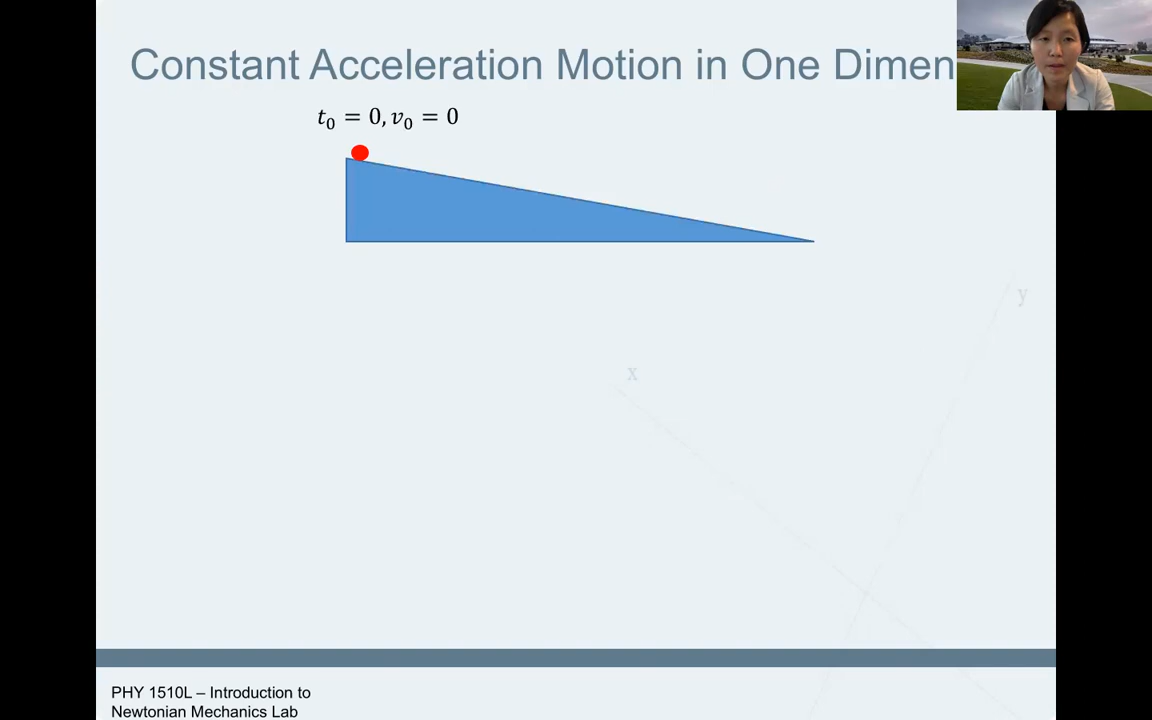 Constant Acceleration Motion in One Dimen
t₀ = 0, v₀ = 0
y
x
PHY 1510L – Introduction to
Newtonian Mechanics Lab